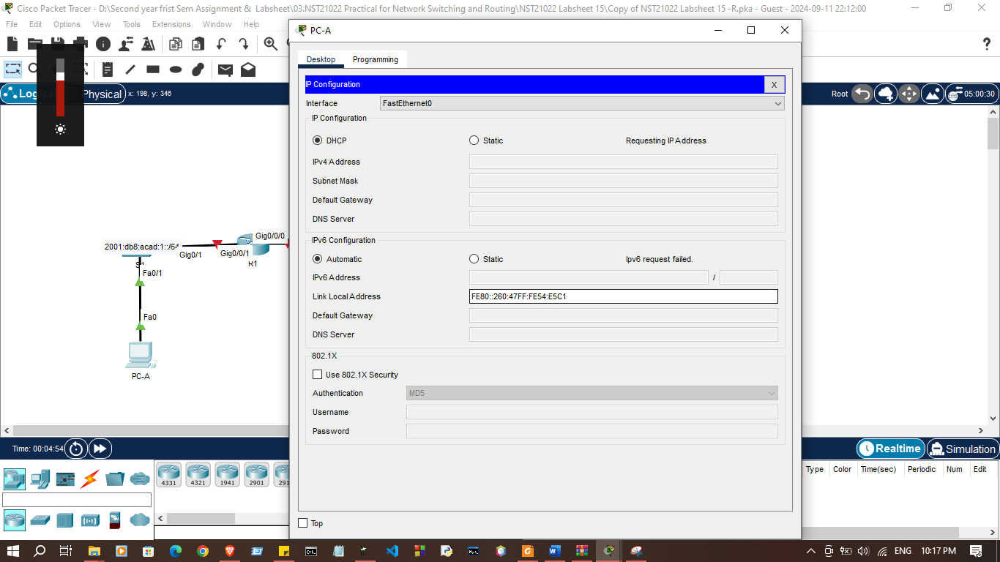 Cisco Packet Tracer - D:\Second year frist Sem Assignment & Labsheet\03.NST21022 Practical for Network Switching and Routing\NST21022 Labsheet 15\Copy of NST21022 Labsheet 15 -R.pka - Guest - 2024-09-11 22:12:00
File Edit Options View Tools Extensions Window Help
PC-A
Desktop Programming
IP Configuration X
Logical Physical x: 198, y: 346
Root 05:00:30
Interface FastEthernet0
IP Configuration
DHCP Static Requesting IP Address
IPv4 Address
Subnet Mask
Default Gateway
DNS Server
IPv6 Configuration
Automatic Static Ipv6 request failed.
IPv6 Address /
Link Local Address FE80::260:47FF:FE54:E5C1
Default Gateway
DNS Server
802.1X
Use 802.1X Security
Authentication MD5
Username
Password
Top
2001:db8:acad:1::/64
Gig0/1
Gig0/0/1
Gig0/0/0
R1
S1
Fa0/1
Fa0
PC-A
Time: 00:04:54
Realtime Simulation
4331 4321 1941 2901 291
Type Color Time(sec) Periodic Num Edit
ENG 10:17 PM